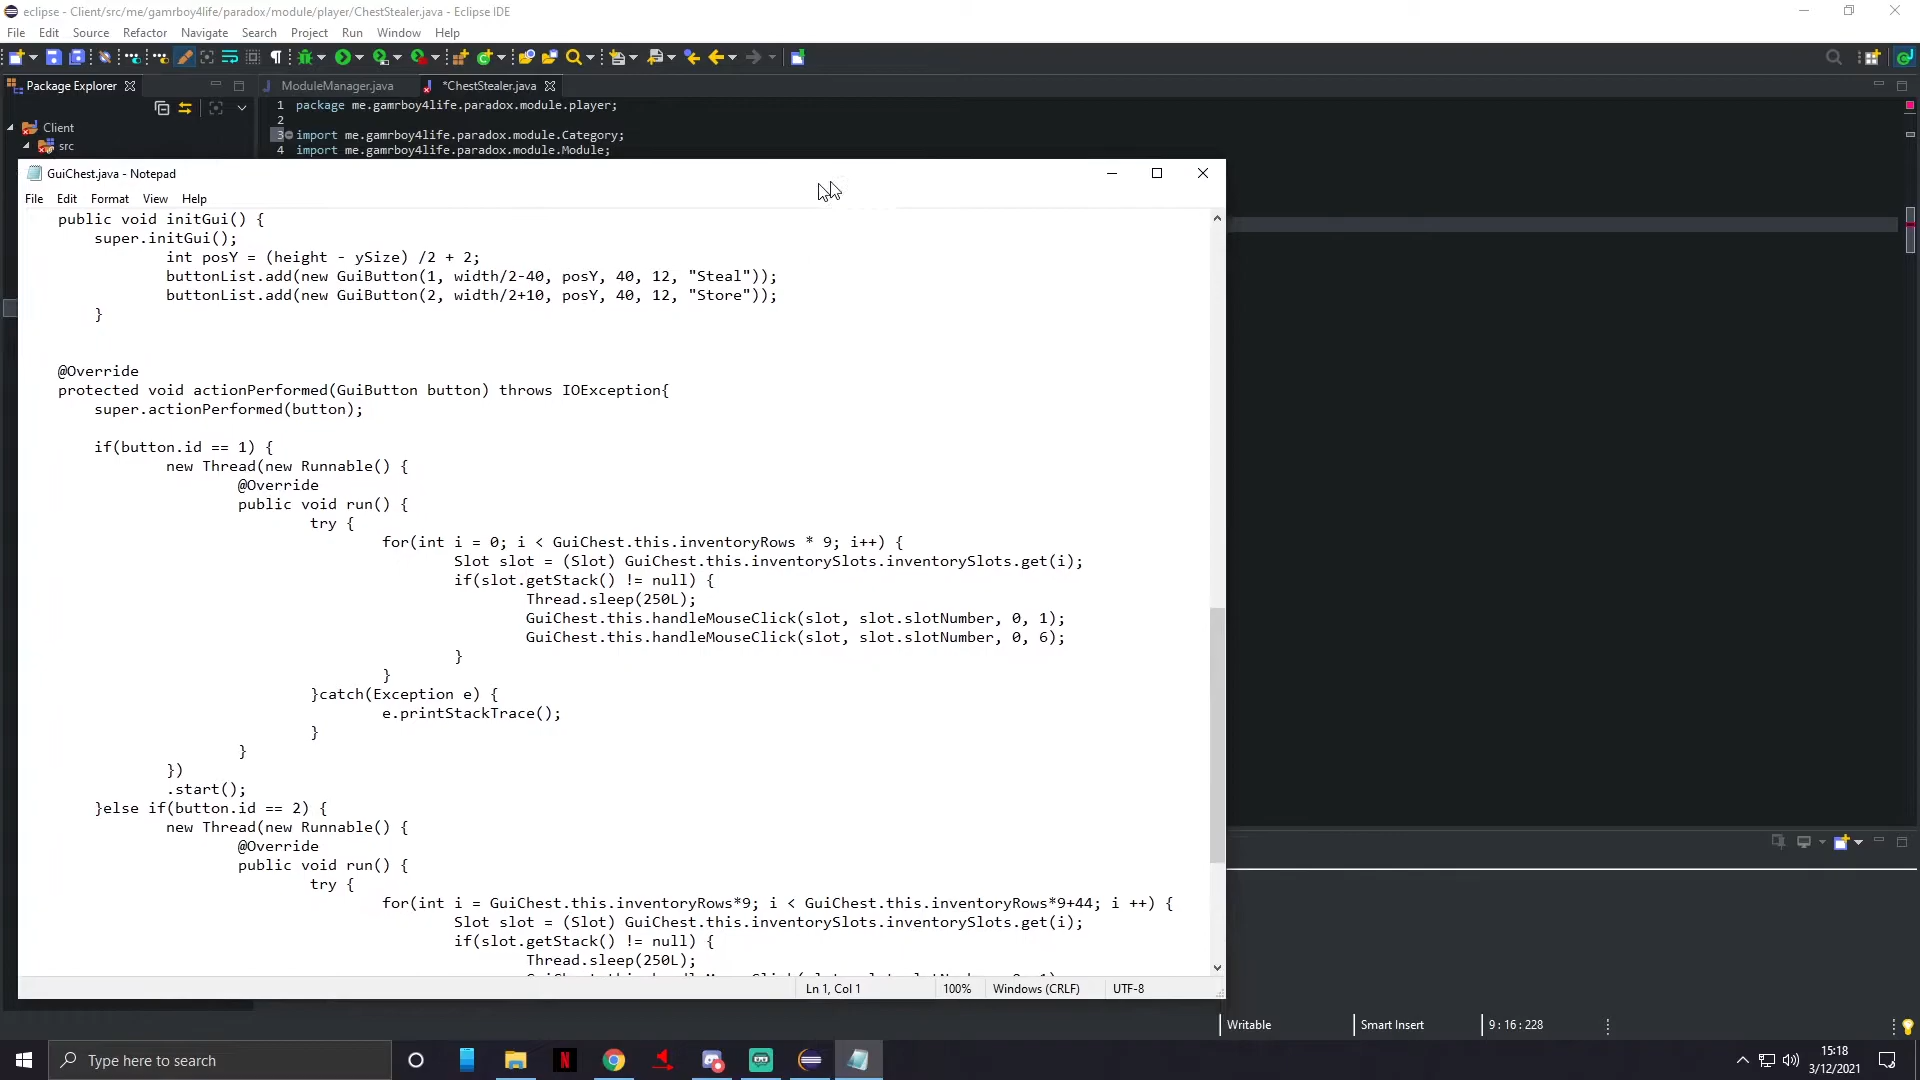 eclipse - Client/src/me/gamrboy4life/paradox/module/player/ChestStealer.java - Eclipse IDE
File Edit Source Refactor Navigate Search Project Run Window Help
Package Explorer
ModuleManager.java
*ChestStealer.java
1 package me.gamrboy4life.paradox.module.player;
2
3 import me.gamrboy4life.paradox.module.Category;
4 import me.gamrboy4life.paradox.module.Module;
Client
src
GuiChest.java - Notepad
File Edit Format View Help
public void initGui() {
super.initGui();
int posY = (height - ySize) /2 + 2;
buttonList.add(new GuiButton(1, width/2-40, posY, 40, 12, "Steal"));
buttonList.add(new GuiButton(2, width/2+10, posY, 40, 12, "Store"));
}
@Override
protected void actionPerformed(GuiButton button) throws IOException{
super.actionPerformed(button);
if(button.id == 1) {
new Thread(new Runnable() {
@Override
public void run() {
try {
for(int i = 0; i < GuiChest.this.inventoryRows * 9; i++) {
Slot slot = (Slot) GuiChest.this.inventorySlots.inventorySlots.get(i);
if(slot.getStack() != null) {
Thread.sleep(250L);
GuiChest.this.handleMouseClick(slot, slot.slotNumber, 0, 1);
GuiChest.this.handleMouseClick(slot, slot.slotNumber, 0, 6);
}
}
}catch(Exception e) {
e.printStackTrace();
}
}
})
.start();
}else if(button.id == 2) {
new Thread(new Runnable() {
@Override
public void run() {
try {
for(int i = GuiChest.this.inventoryRows*9; i < GuiChest.this.inventoryRows*9+44; i ++) {
Slot slot = (Slot) GuiChest.this.inventorySlots.inventorySlots.get(i);
if(slot.getStack() != null) {
Thread.sleep(250L);
Ln 1, Col 1
100%
Windows (CRLF)
UTF-8
Writable
Smart Insert
9 : 16 : 228
Type here to search
15:18
3/12/2021